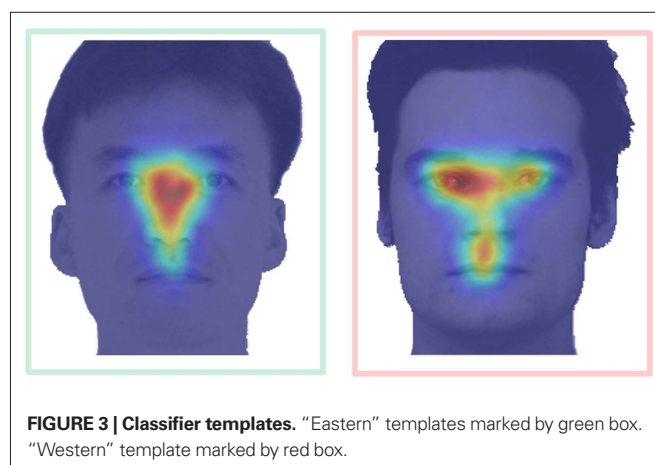 FIGURE 3 | Classifier templates. “Eastern” templates marked by green box.
“Western” template marked by red box.